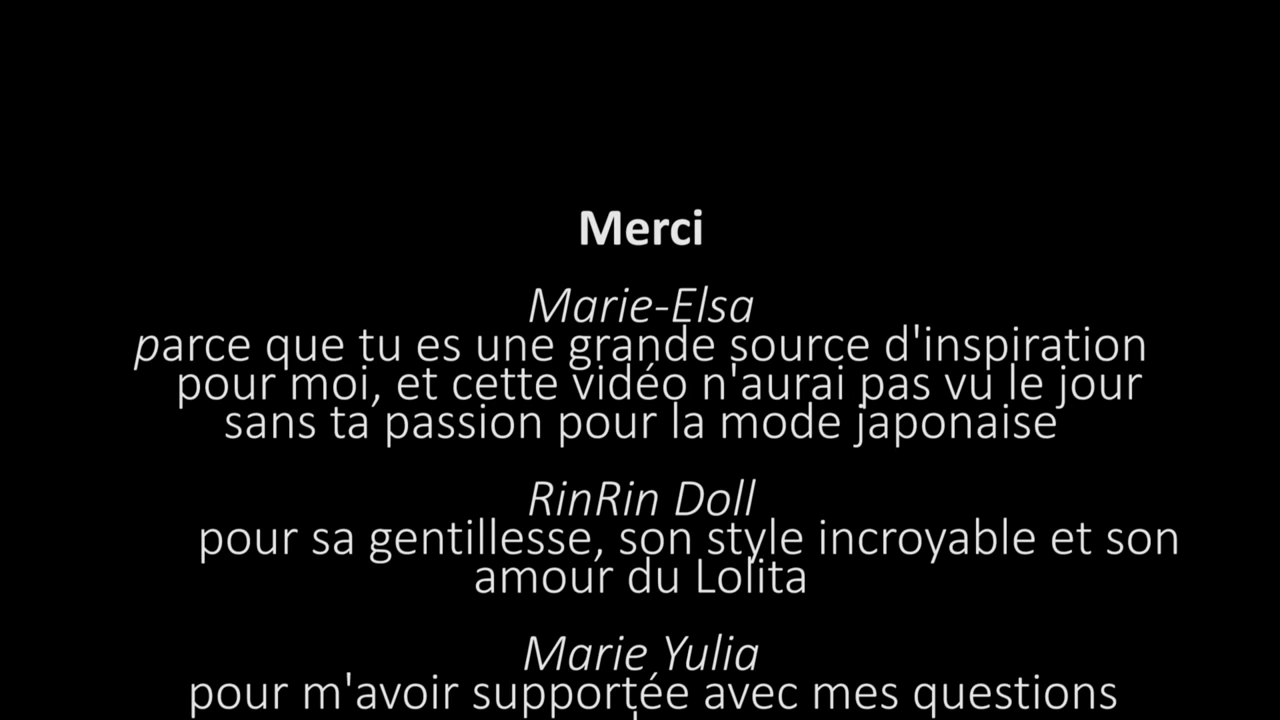 Merci
Marie-Elsa
parce que tu es une grande source d'inspiration
pour moi, et cette vidéo n'aurai pas vu le jour
sans ta passion pour la mode japonaise
RinRin Doll
pour sa gentillesse, son style incroyable et son
amour du Lolita
Marie Yulia
pour m'avoir supportée avec mes questions